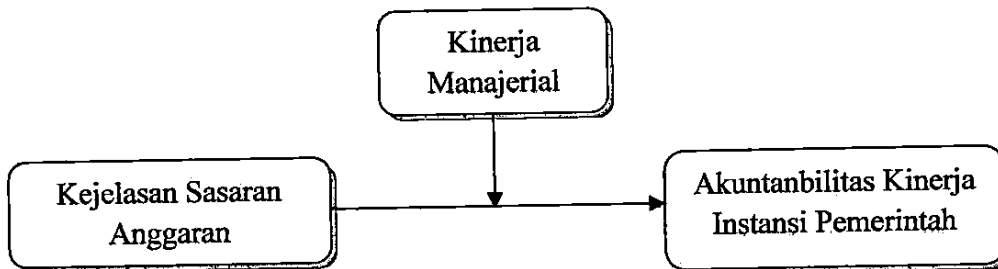 Kinerja
Manajerial
Kejelasan Sasaran
Anggaran
Akuntanbilitas Kinerja
Instansi Pemerintah